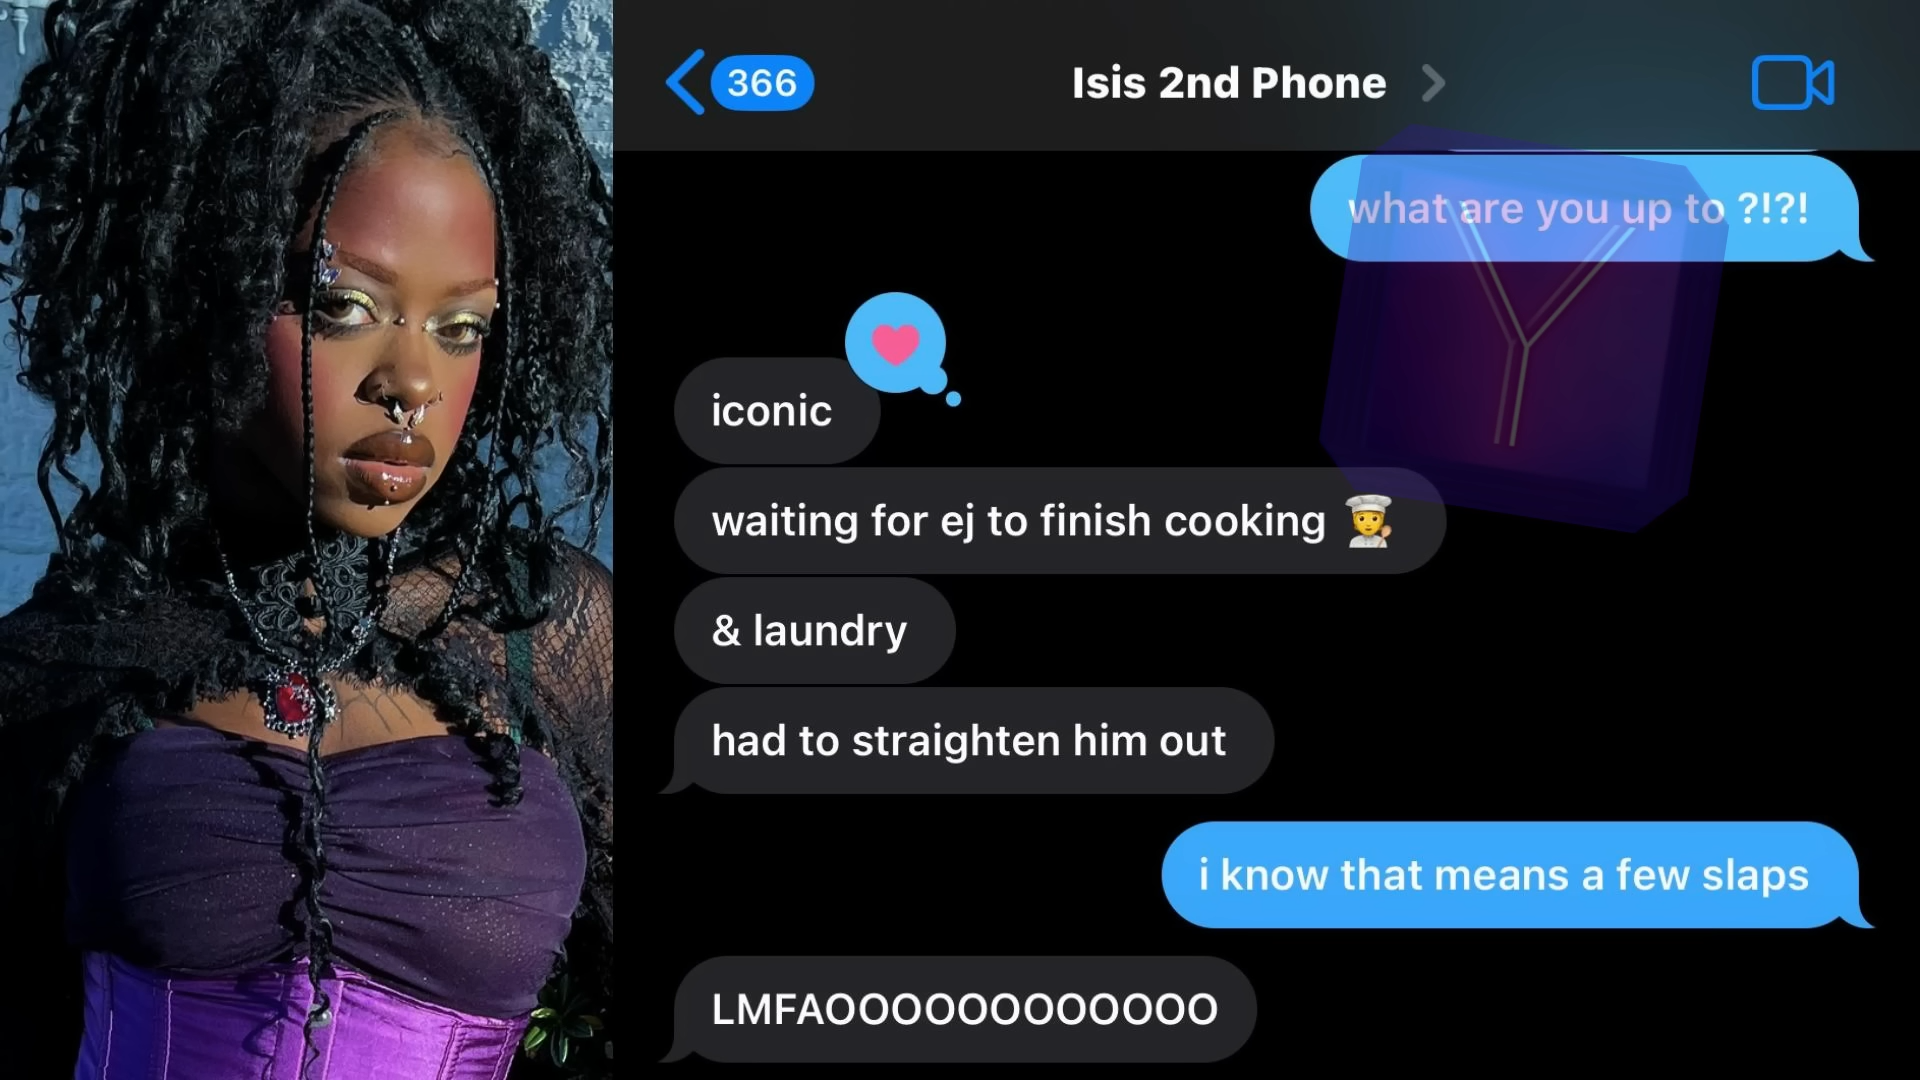 366
Isis 2nd Phone
what are you up to ?!?!
iconic
waiting for ej to finish cooking 🧑‍🍳
& laundry
had to straighten him out
i know that means a few slaps
LMFAOOOOOOOOOOOOO
Y